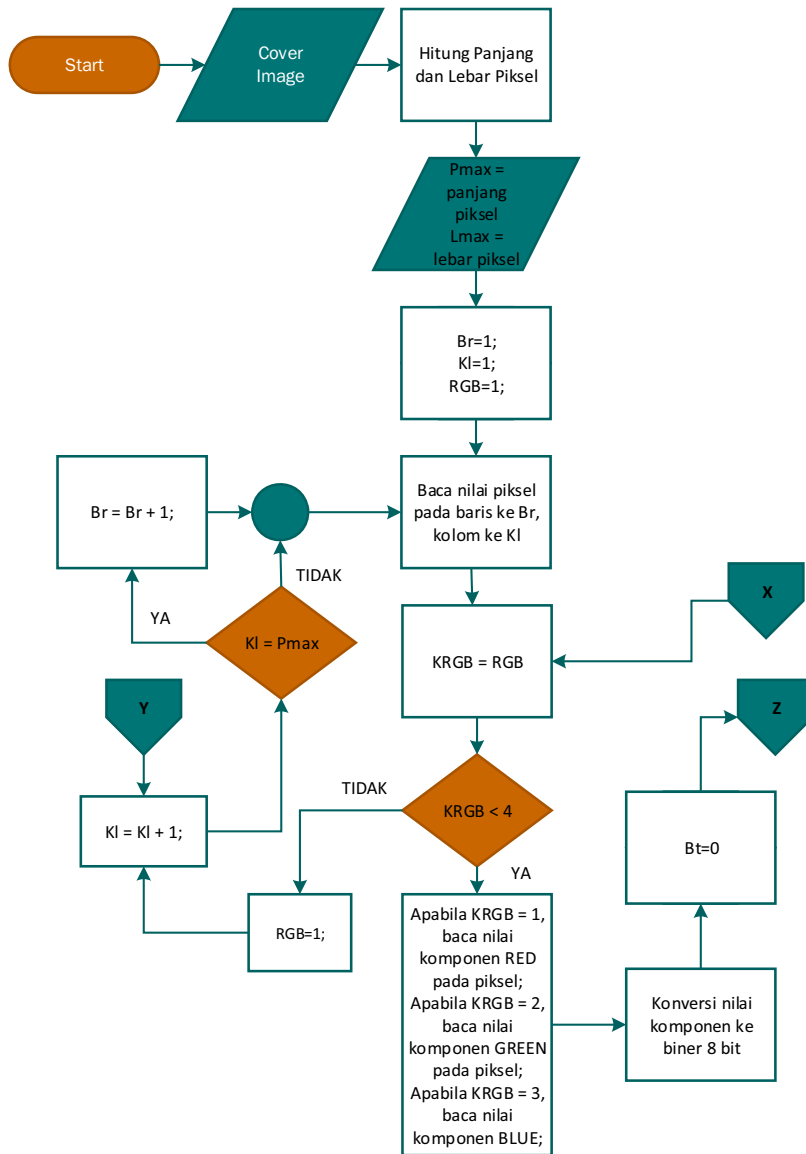 Start
Cover
Image
Hitung Panjang
dan Lebar Piksel
Pmax =
panjang
piksel
Lmax =
lebar piksel
Br=1;
Kl=1;
RGB=1;
Br = Br + 1;
Baca nilai piksel
pada baris ke Br,
kolom ke Kl
TIDAK
YA
Kl = Pmax
X
KRGB = RGB
Y
Z
TIDAK
KRGB < 4
Kl = Kl + 1;
Bt=0
YA
RGB=1;
Apabila KRGB = 1,
baca nilai
komponen RED
pada piksel;
Apabila KRGB = 2,
baca nilai
komponen GREEN
pada piksel;
Apabila KRGB = 3,
baca nilai
komponen BLUE;
Konversi nilai
komponen ke
biner 8 bit